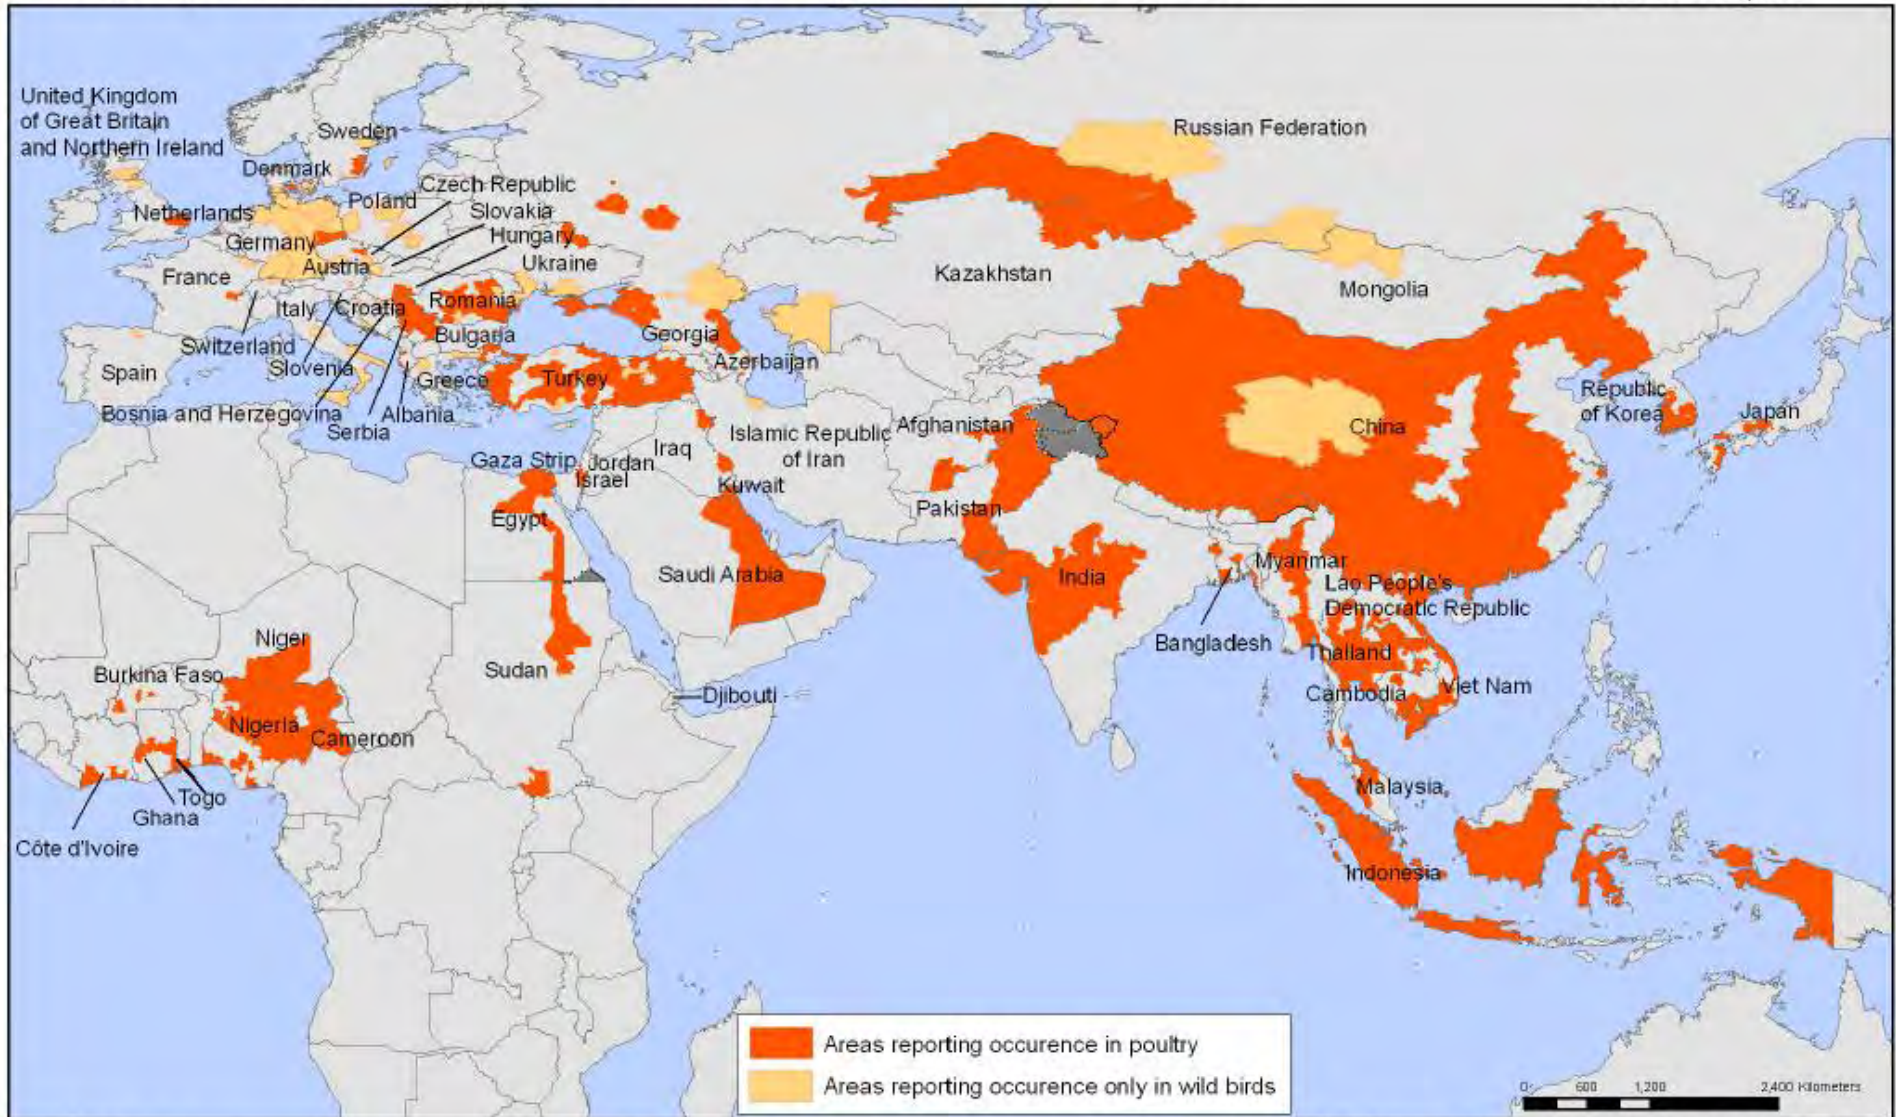 United Kingdom
of Great Britain
and Northern Ireland
Sweden
Denmark
Russian Federation
Czech Republic
Netherlands
Poland
Slovakia
Germany
Hungary
Austria
Ukraine
France
Kazakhstan
Mongolia
Italy
Croatia
Romania
Switzerland
Bulgaria
Georgia
Slovenia
Azerbaijan
Spain
Greece
Turkey
Republic
of Korea
Japan
Bosnia and Herzegovina
Albania
Serbia
Afghanistan
China
Islamic Republic
of Iran
Iraq
Gaza Strip
Jordan
Israel
Kuwait
Pakistan
Egypt
Saudi Arabia
India
Myanmar
Lao People's
Democratic Republic
Bangladesh
Niger
Thailand
Burkina Faso
Sudan
Djibouti
Cambodia
Viet Nam
Nigeria
Cameroon
Togo
Ghana
Malaysia
Côte d'Ivoire
Indonesia
Areas reporting occurence in poultry
Areas reporting occurence only in wild birds
0 600 1,200 2,400 Kilometers